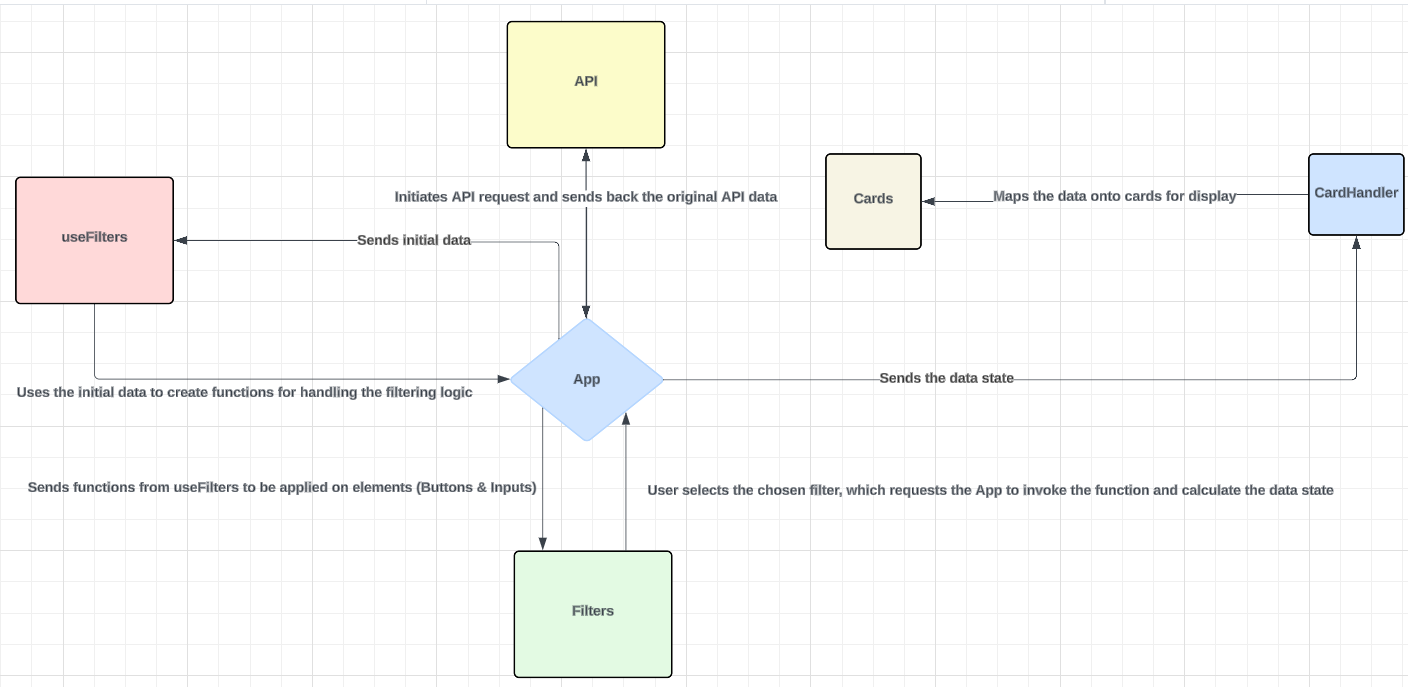 API
Initiates API request and sends back the original API data
Cards
Maps the data onto cards for display
CardHandler
useFilters
Sends initial data
App
Sends the data state
Uses the initial data to create functions for handling the filtering logic
Sends functions from useFilters to be applied on elements (Buttons & Inputs)
User selects the chosen filter, which requests the App to invoke the function and calculate the data state
Filters